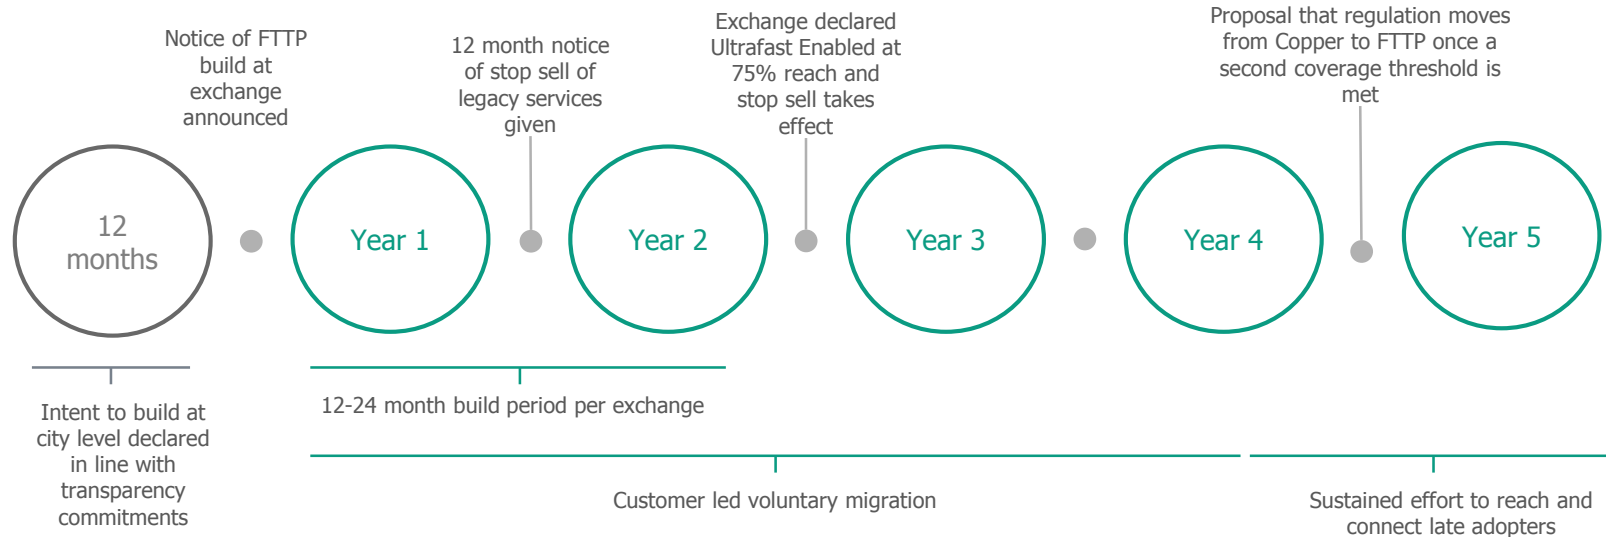 Notice of FTTP
build at
exchange
announced
12 month notice
of stop sell of
legacy services
given
Exchange declared
Ultrafast Enabled at
75% reach and
stop sell takes
effect
Proposal that regulation moves
from Copper to FTTP once a
second coverage threshold is
met
12
months
Year 1
Year 2
Year 3
Year 4
Year 5
Intent to build at
city level declared
in line with
transparency
commitments
12-24 month build period per exchange
Customer led voluntary migration
Sustained effort to reach and
connect late adopters